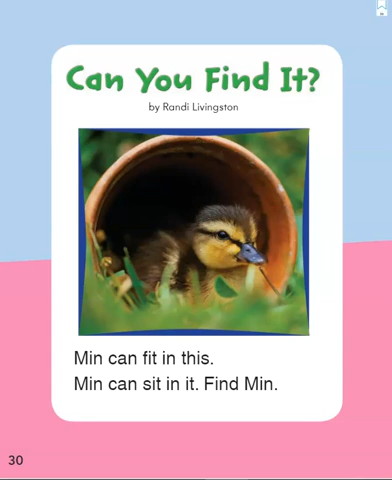 Can You Find It?
by Randi Livingston
Min can fit in this.
Min can sit in it. Find Min.
30